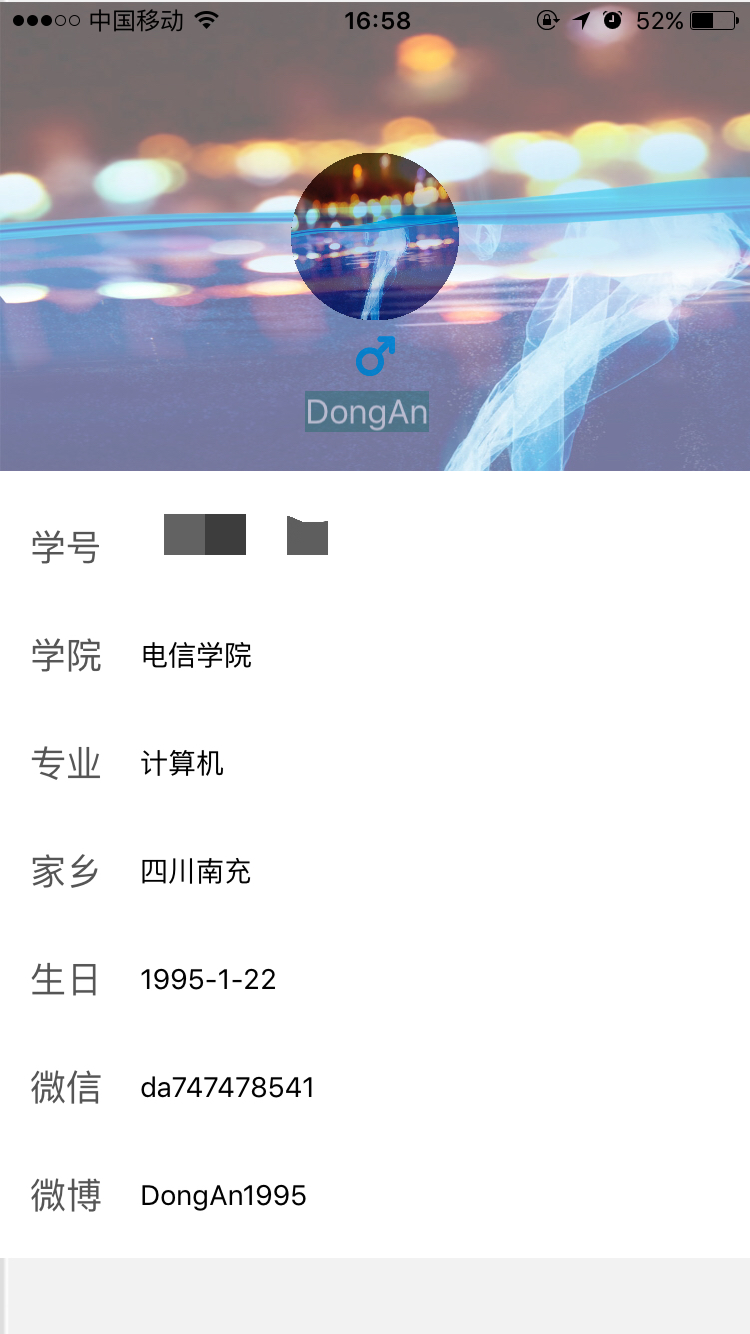 中国移动 16:58 52%
DongAn
学号
学院 电信学院
专业 计算机
家乡 四川南充
生日 1995-1-22
微信 da747478541
微博 DongAn1995